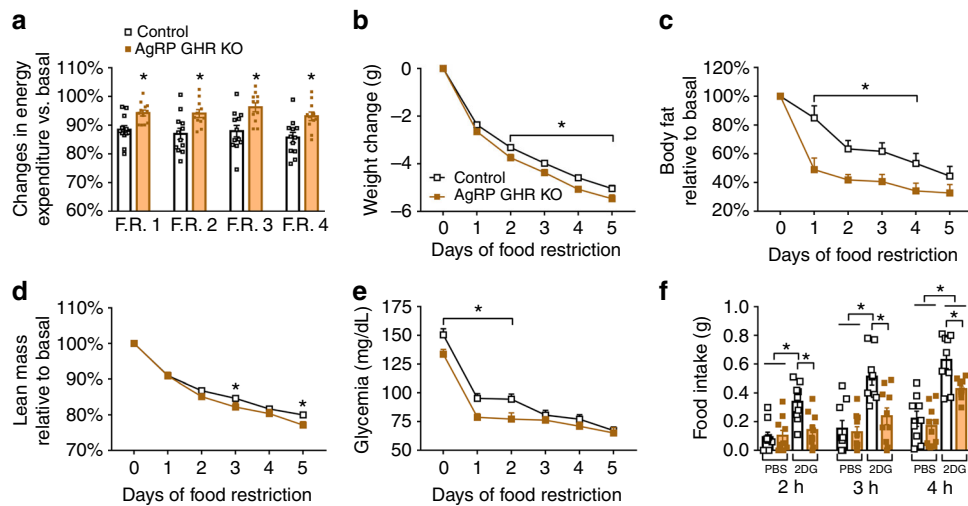 a
Control
AgRP GHR KO
Changes in energy
expenditure vs. basal
110%
100%
90%
80%
70%
60%
* * * *
F.R. 1 F.R. 2 F.R. 3 F.R. 4
b
Weight change (g)
0
−2
−4
−6
*
Control
AgRP GHR KO
0 1 2 3 4 5
Days of food restriction
c
Body fat
relative to basal
120%
100%
80%
60%
40%
20%
*
0 1 2 3 4 5
Days of food restriction
d
Lean mass
relative to basal
110%
100%
90%
80%
70%
* *
0 1 2 3 4 5
Days of food restriction
e
Glycemia (mg/dL)
175
150
125
100
75
50
*
0 1 2 3 4 5
Days of food restriction
f
Food intake (g)
1.0
0.8
0.6
0.4
0.2
0.0
* * * * * *
PBS 2DG PBS 2DG PBS 2DG
2 h 3 h 4 h